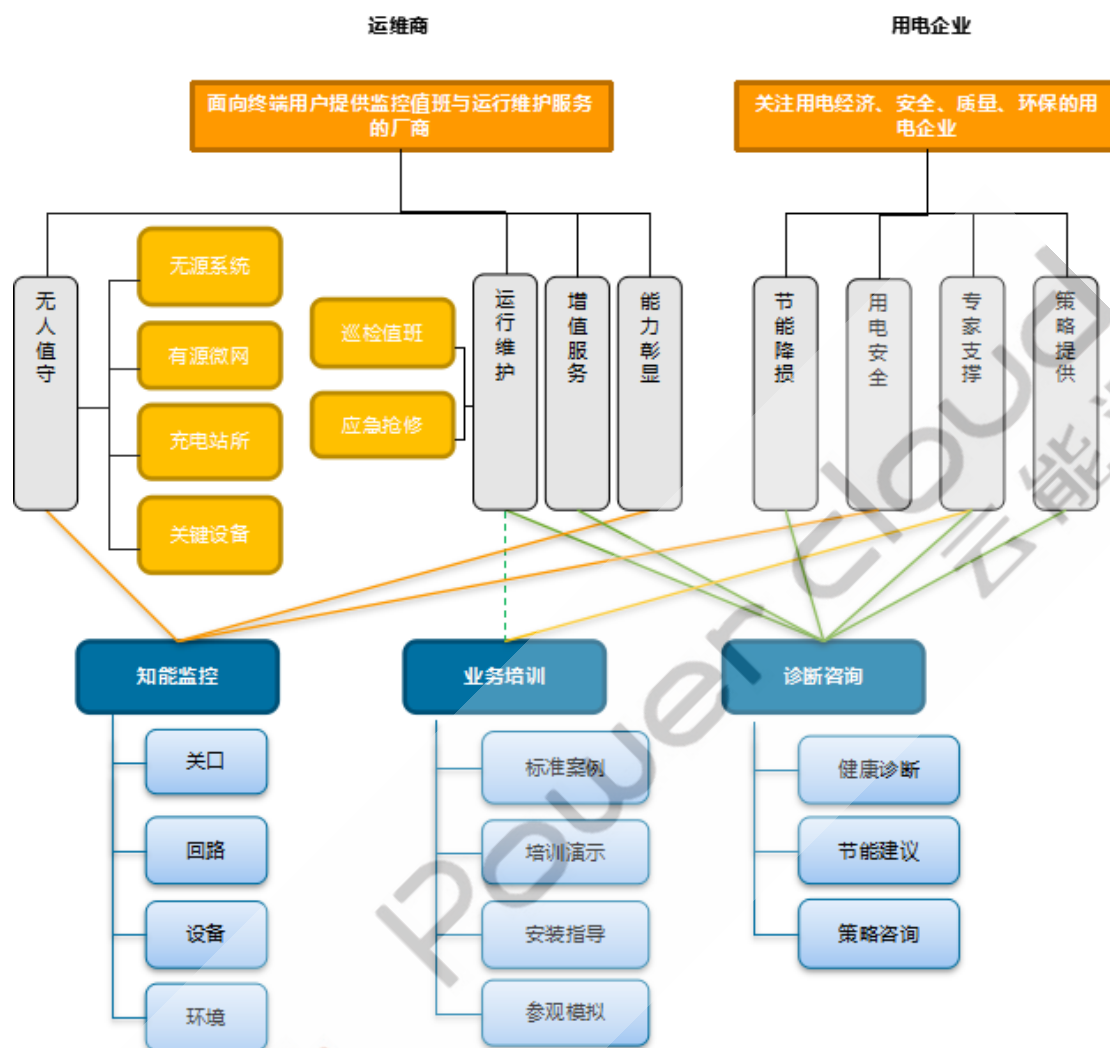 运维商
用电企业
面向终端用户提供监控值班与运行维护服务
的厂商
关注用电经济、安全、质量、环保的用
电企业
无人值守
无源系统
有源微网
充电站所
关键设备
巡检值班
应急抢修
运行维护
增值服务
能力彰显
节能降损
用电安全
专家支撑
策略提供
知能监控
业务培训
诊断咨询
关口
回路
设备
环境
标准案例
培训演示
安装指导
参观模拟
健康诊断
节能建议
策略咨询
Power cloud
云能